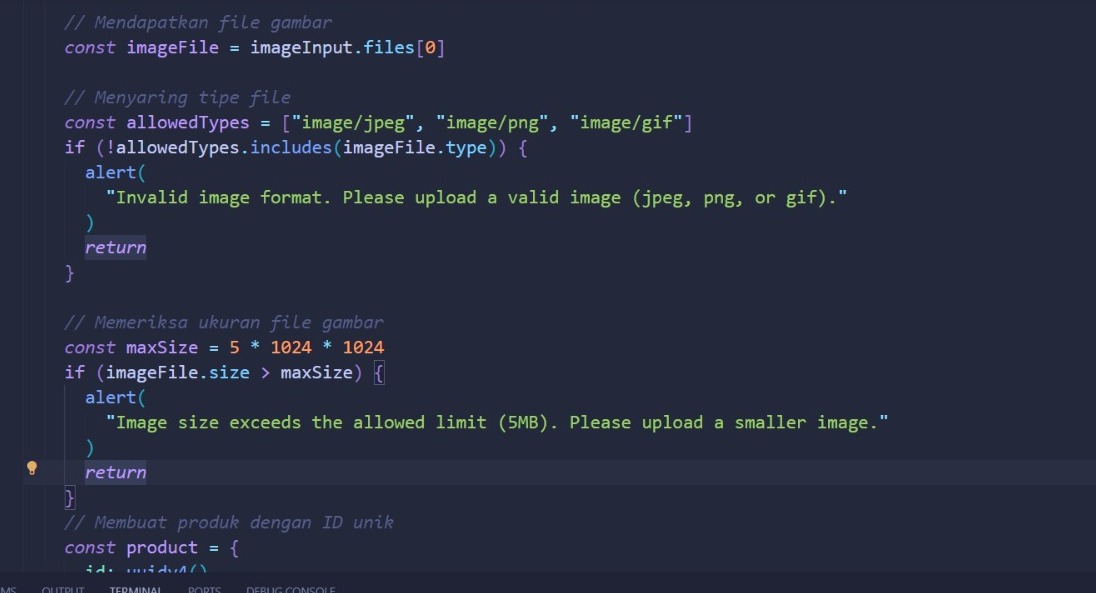 // Mendapatkan file gambar
const imageFile = imageInput.files[0]
// Menyaring tipe file
const allowedTypes = ["image/jpeg", "image/png", "image/gif"]
if (!allowedTypes.includes(imageFile.type)) {
alert(
"Invalid image format. Please upload a valid image (jpeg, png, or gif)."
)
return
}
// Memeriksa ukuran file gambar
const maxSize = 5 * 1024 * 1024
if (imageFile.size > maxSize) {
alert(
"Image size exceeds the allowed limit (5MB). Please upload a smaller image."
)
return
}
// Membuat produk dengan ID unik
const product = {
id: uuidv4()
OUTPUT TERMINAL PORTS DEBUG CONSOLE